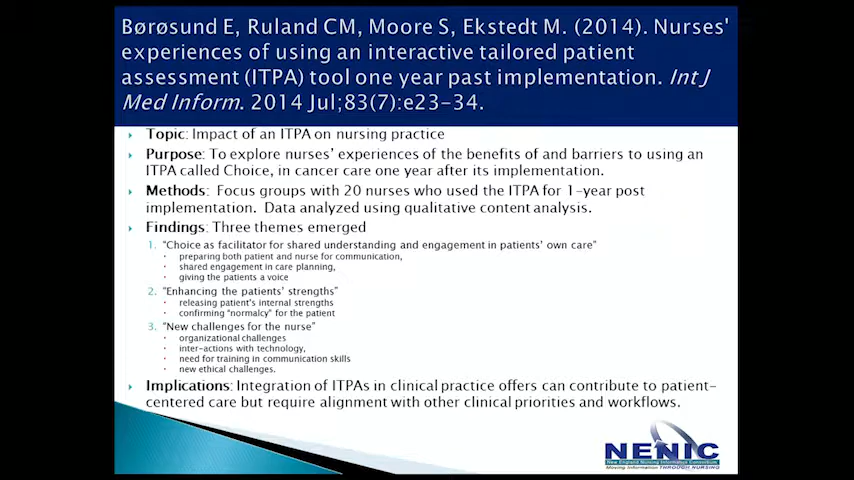 Børøsund E, Ruland CM, Moore S, Ekstedt M. (2014). Nurses'
experiences of using an interactive tailored patient
assessment (ITPA) tool one year past implementation. Int J
Med Inform. 2014 Jul;83(7):e23-34.
Topic: Impact of an ITPA on nursing practice
Purpose: To explore nurses' experiences of the benefits of and barriers to using an
ITPA called Choice, in cancer care one year after its implementation.
Methods: Focus groups with 20 nurses who used the ITPA for 1-year post
implementation. Data analyzed using qualitative content analysis.
Findings: Three themes emerged
1. "Choice as facilitator for shared understanding and engagement in patients' own care"
• preparing both patient and nurse for communication,
• shared engagement in care planning,
• giving the patients a voice
2. "Enhancing the patients' strengths"
• releasing patient's internal strengths
• confirming "normalcy" for the patient
3. "New challenges for the nurse"
• organizational challenges
• inter-actions with technology,
• need for training in communication skills
• new ethical challenges.
Implications: Integration of ITPAs in clinical practice offers can contribute to patient-
centered care but require alignment with other clinical priorities and workflows.
NENIC
New England Nursing Informatics Consortium
Moving Information THROUGH NURSING